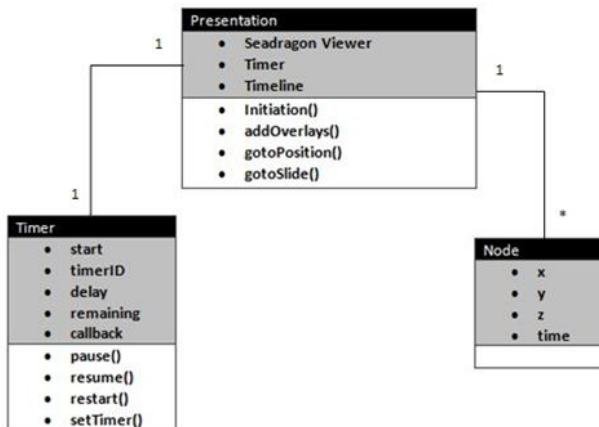 Presentation
• Seadragon Viewer
• Timer
• Timeline
• Initiation()
• addOverlays()
• gotoPosition()
• gotoSlide()
1
1
1
*
Timer
• start
• timerID
• delay
• remaining
• callback
• pause()
• resume()
• restart()
• setTimer()
Node
• x
• y
• z
• time